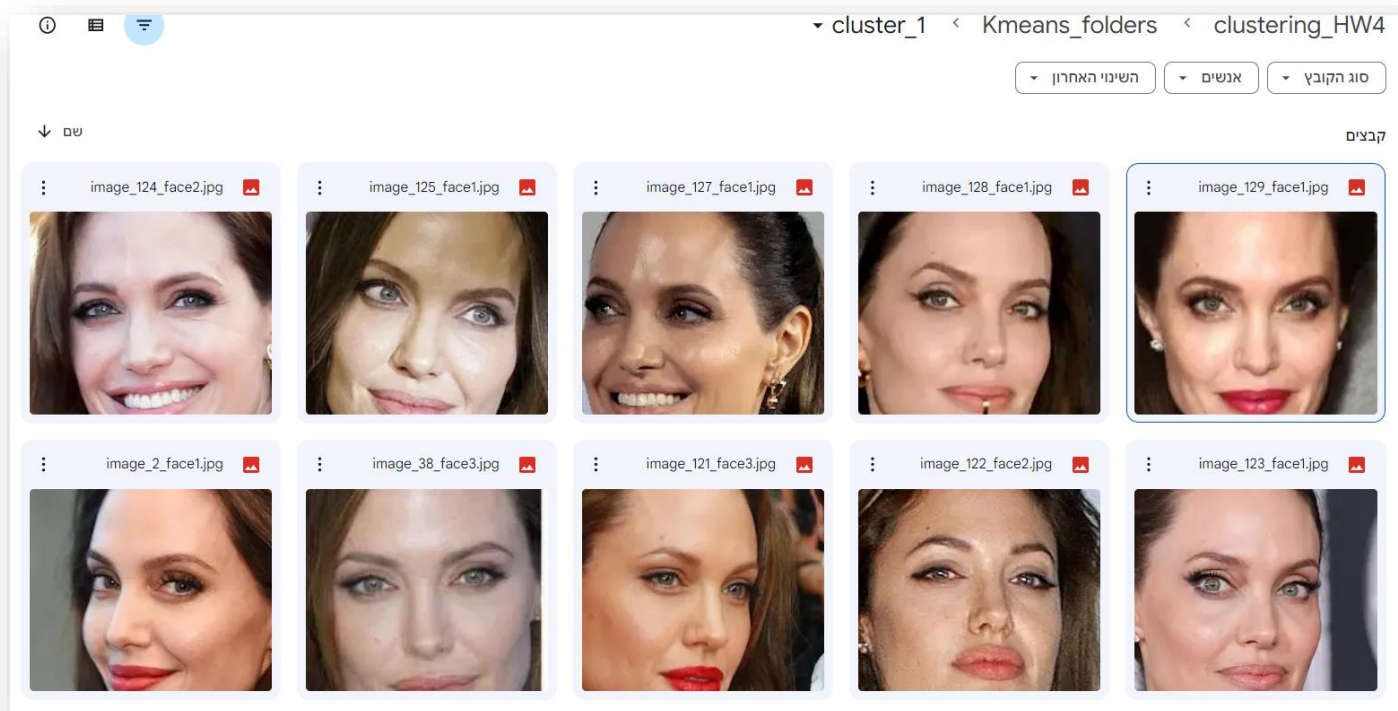 clustering_HW4 > Kmeans_folders > cluster_1
סוג הקובץ אנשים השינוי האחרון
קבצים שם
image_129_face1.jpg image_128_face1.jpg image_127_face1.jpg image_125_face1.jpg image_124_face2.jpg
image_123_face1.jpg image_122_face2.jpg image_121_face3.jpg image_38_face3.jpg image_2_face1.jpg